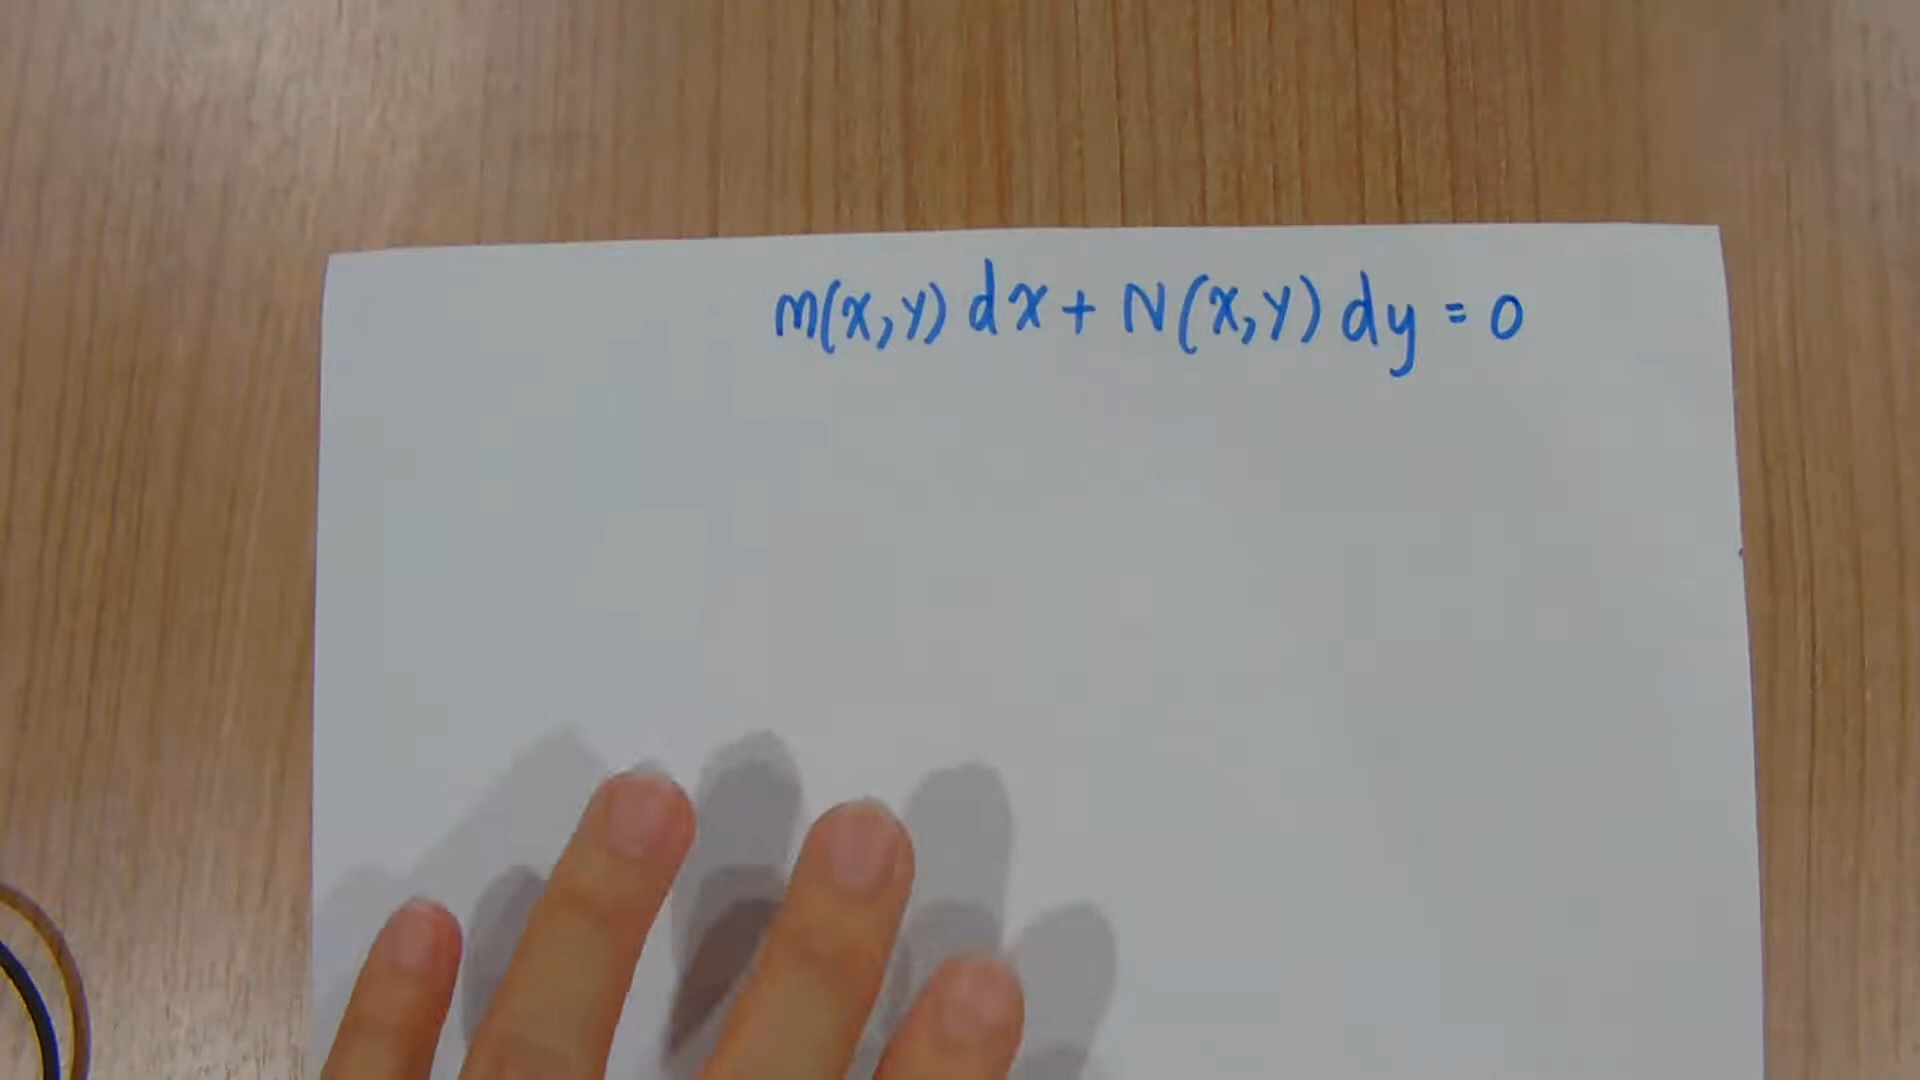 M(x,y) dx + N(x,y) dy = 0